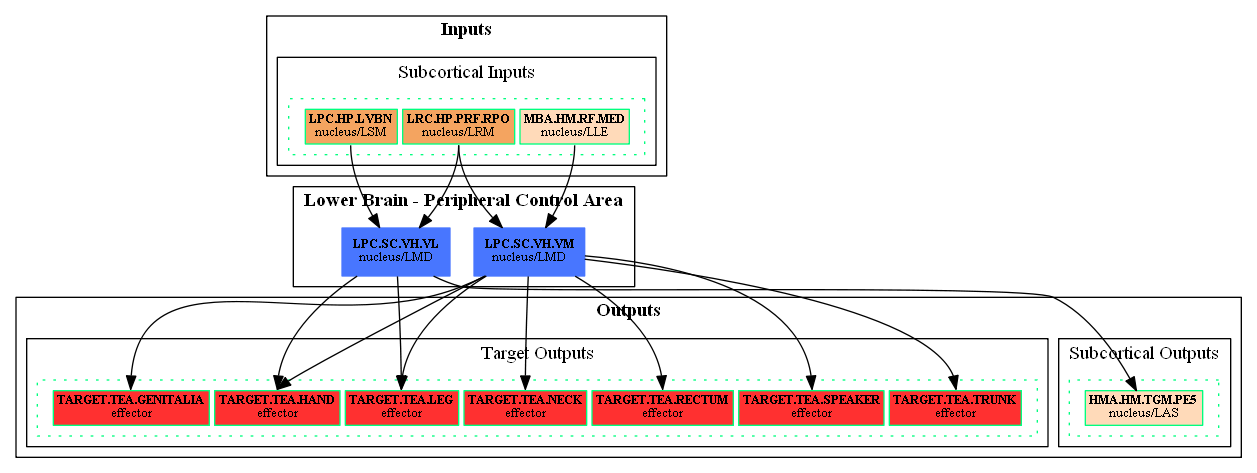 Inputs
Subcortical Inputs
LPC.HP.LVBN
nucleus/LSM
LRC.HP.PRF.RPO
nucleus/LRM
MBA.HM.RF.MED
nucleus/LLE
Lower Brain - Peripheral Control Area
LPC.SC.VH.VL
nucleus/LMD
LPC.SC.VH.VM
nucleus/LMD
Outputs
Target Outputs
TARGET.TEA.GENITALIA
effector
TARGET.TEA.HAND
effector
TARGET.TEA.LEG
effector
TARGET.TEA.NECK
effector
TARGET.TEA.RECTUM
effector
TARGET.TEA.SPEAKER
effector
TARGET.TEA.TRUNK
effector
Subcortical Outputs
HMA.HM.TGM.PE5
nucleus/LAS